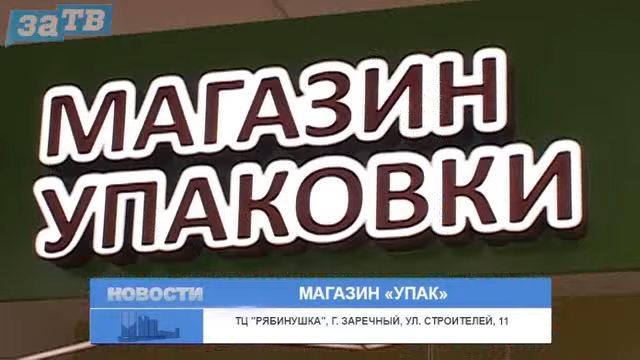 заТВ
МАГАЗИН
УПАКОВКИ
НОВОСТИ
МАГАЗИН «УПАК»
ТЦ "РЯБИНУШКА", Г. ЗАРЕЧНЫЙ, УЛ. СТРОИТЕЛЕЙ, 11